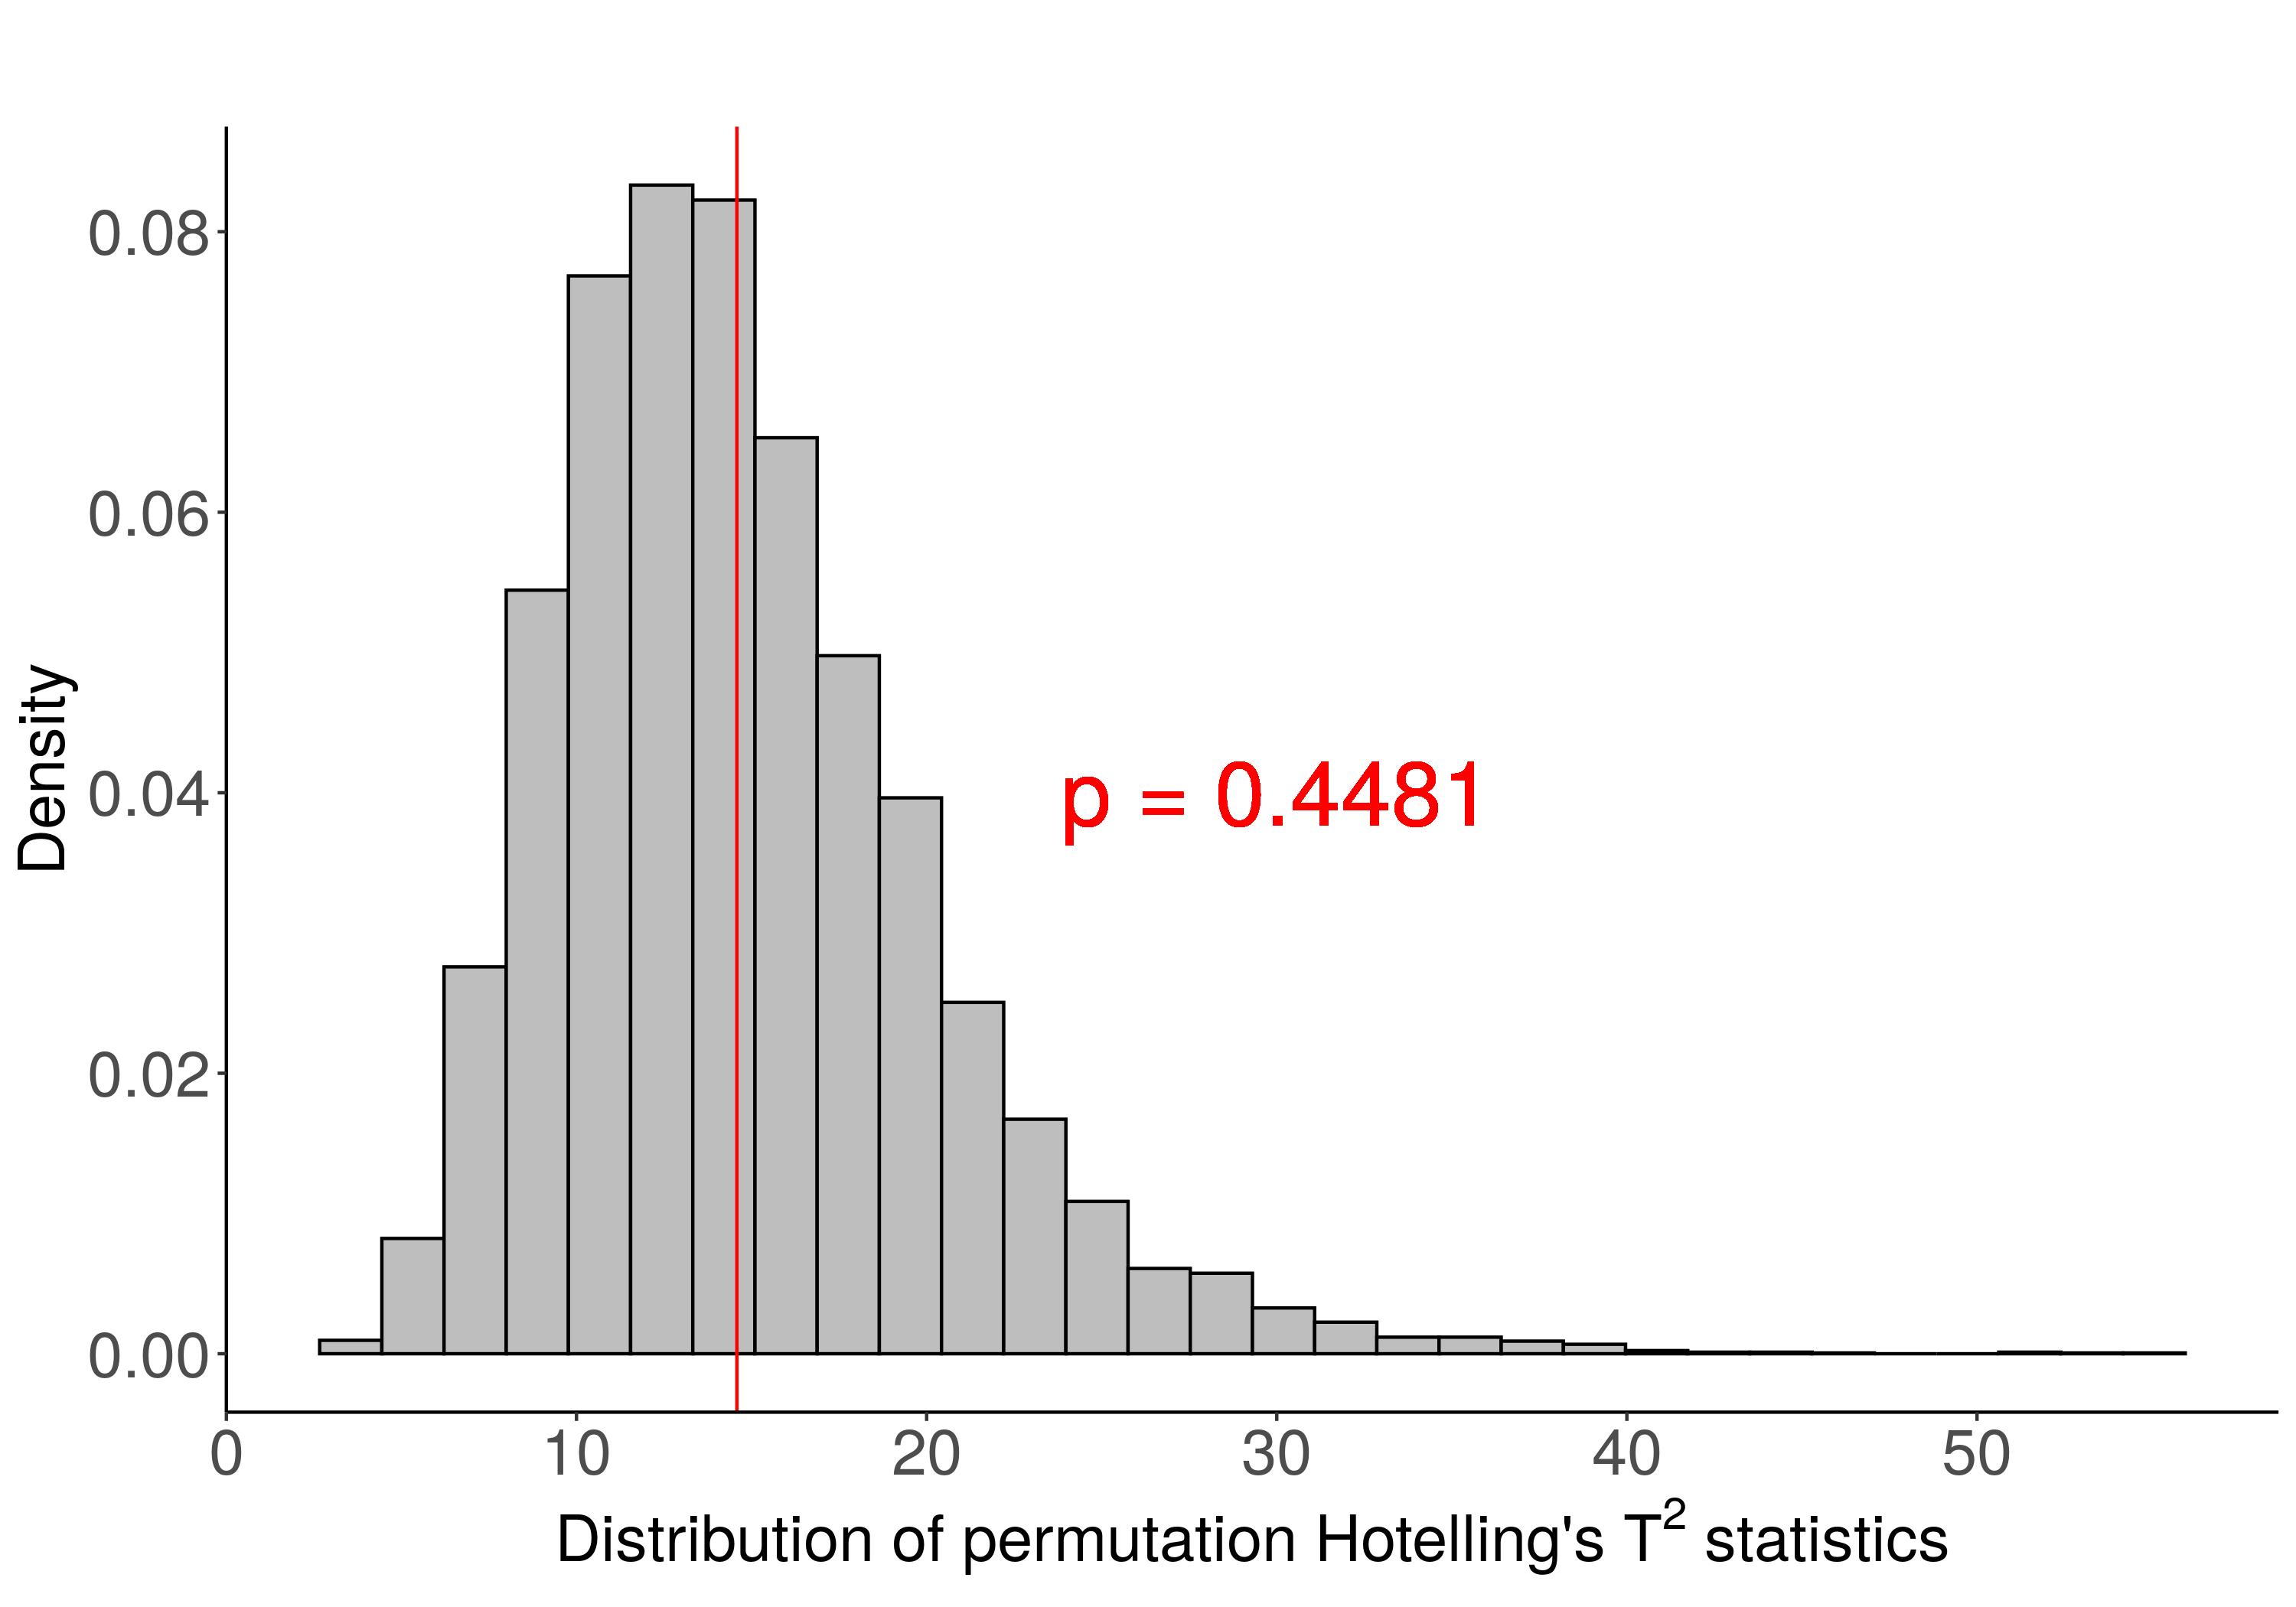 Density
0.08
0.06
0.04
0.02
0.00
p = 0.4481
0 10 20 30 40 50
Distribution of permutation Hotelling's T² statistics